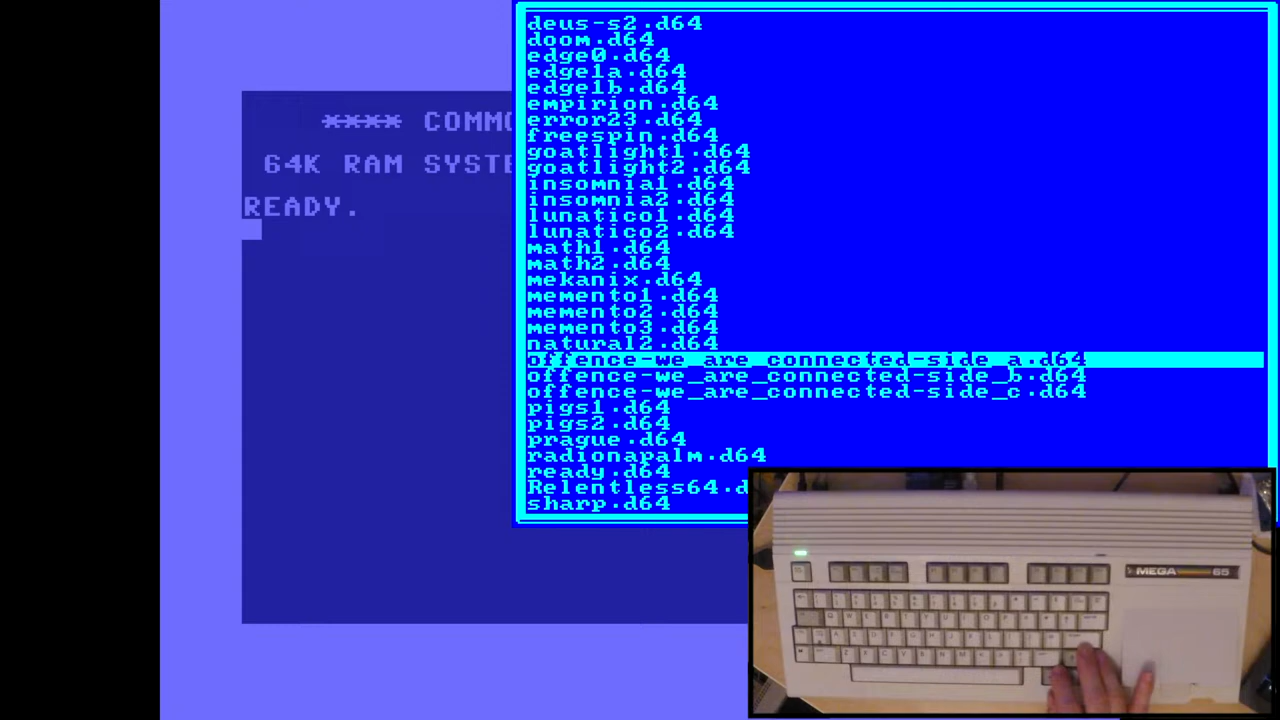 **** COMMO
64K RAM SYSTE
READY.
deus-s2.d64
doom.d64
edge0.d64
edge1a.d64
edge1b.d64
empirion.d64
error23.d64
freespin.d64
goatlight1.d64
goatlight2.d64
insomnia1.d64
insomnia2.d64
lunatico1.d64
lunatico2.d64
math1.d64
math2.d64
mekanix.d64
memento1.d64
memento2.d64
memento3.d64
natural2.d64
offence-we_are_connected-side_a.d64
offence-we_are_connected-side_b.d64
offence-we_are_connected-side_c.d64
pigs1.d64
pigs2.d64
prague.d64
radionapalm.d64
ready.d64
Relentless64.d
sharp.d64
MEGA 65